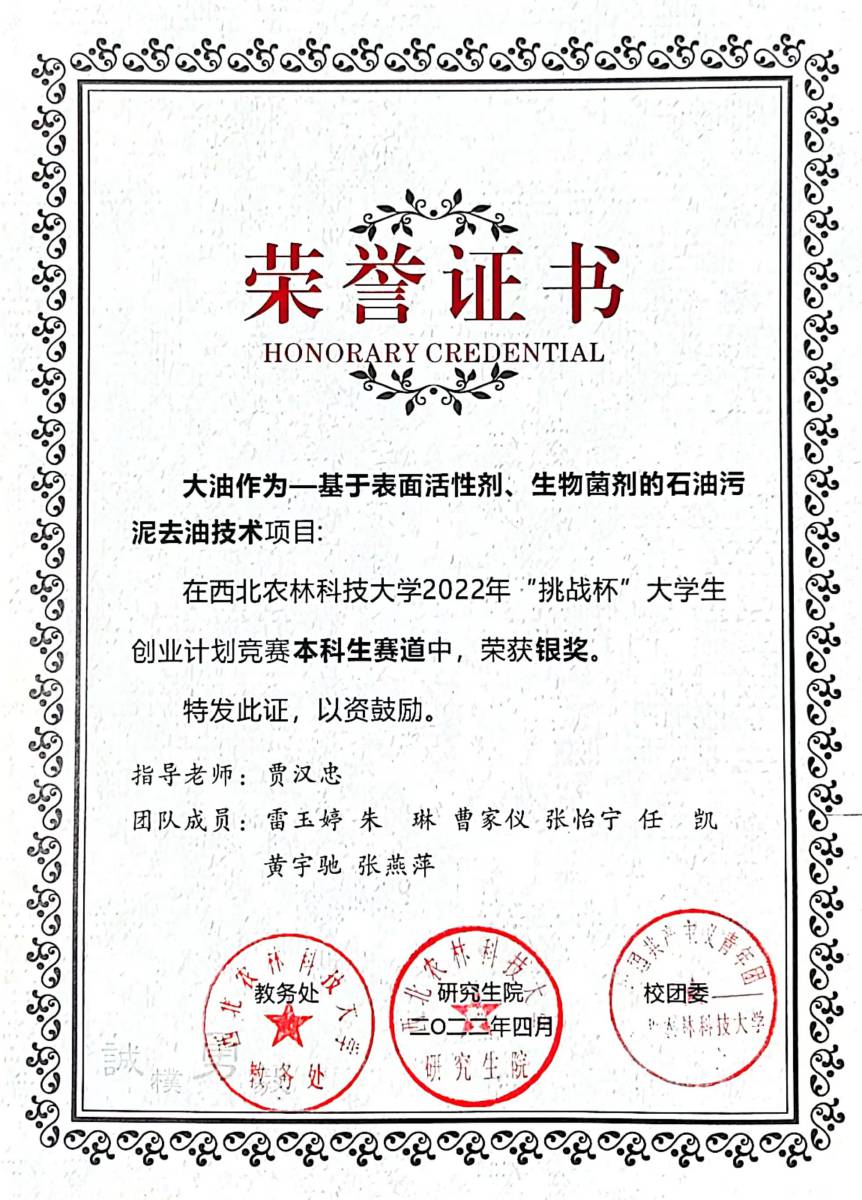 荣誉证书
HONORARY CREDENTIAL
大油作为—基于表面活性剂、生物菌剂的石油污
泥去油技术项目:
在西北农林科技大学2022年“挑战杯”大学生
创业计划竞赛本科生赛道中，荣获银奖。
特发此证，以资鼓励。
指导老师：贾汉忠
团队成员：雷玉婷 朱 琳 曹家仪 张怡宁 任 凯
黄宇驰 张燕萍
西北农林科技大学
教务处
教务处
西北农林科技大
研究生院
二〇二二年四月
研究生院
国共产主义青年团
校团委
农林科技大学
誠樸勇毅